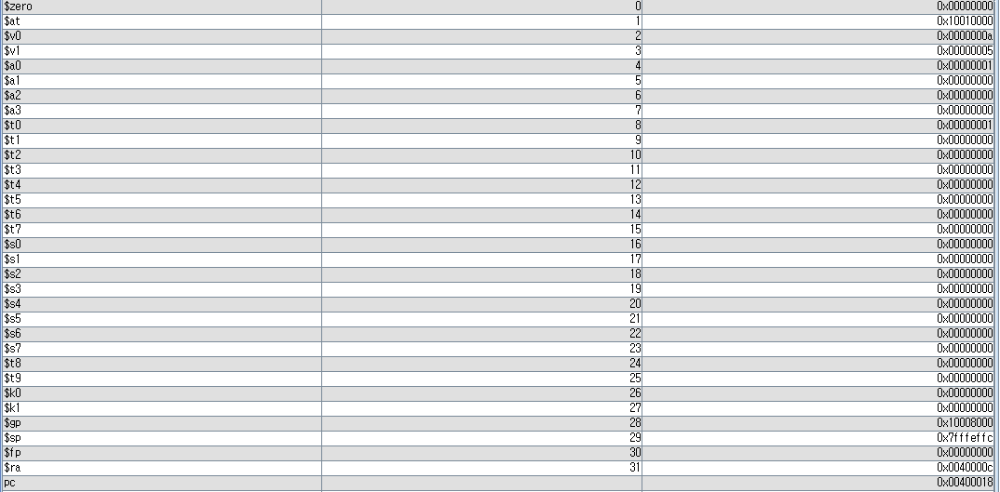 $zero 0 0x00000000
$at 1 0x10010000
$v0 2 0x0000000a
$v1 3 0x00000005
$a0 4 0x00000001
$a1 5 0x00000000
$a2 6 0x00000000
$a3 7 0x00000000
$t0 8 0x00000001
$t1 9 0x00000000
$t2 10 0x00000000
$t3 11 0x00000000
$t4 12 0x00000000
$t5 13 0x00000000
$t6 14 0x00000000
$t7 15 0x00000000
$s0 16 0x00000000
$s1 17 0x00000000
$s2 18 0x00000000
$s3 19 0x00000000
$s4 20 0x00000000
$s5 21 0x00000000
$s6 22 0x00000000
$s7 23 0x00000000
$t8 24 0x00000000
$t9 25 0x00000000
$k0 26 0x00000000
$k1 27 0x00000000
$gp 28 0x10008000
$sp 29 0x7fffeffc
$fp 30 0x00000000
$ra 31 0x0040000c
pc 0x00400018